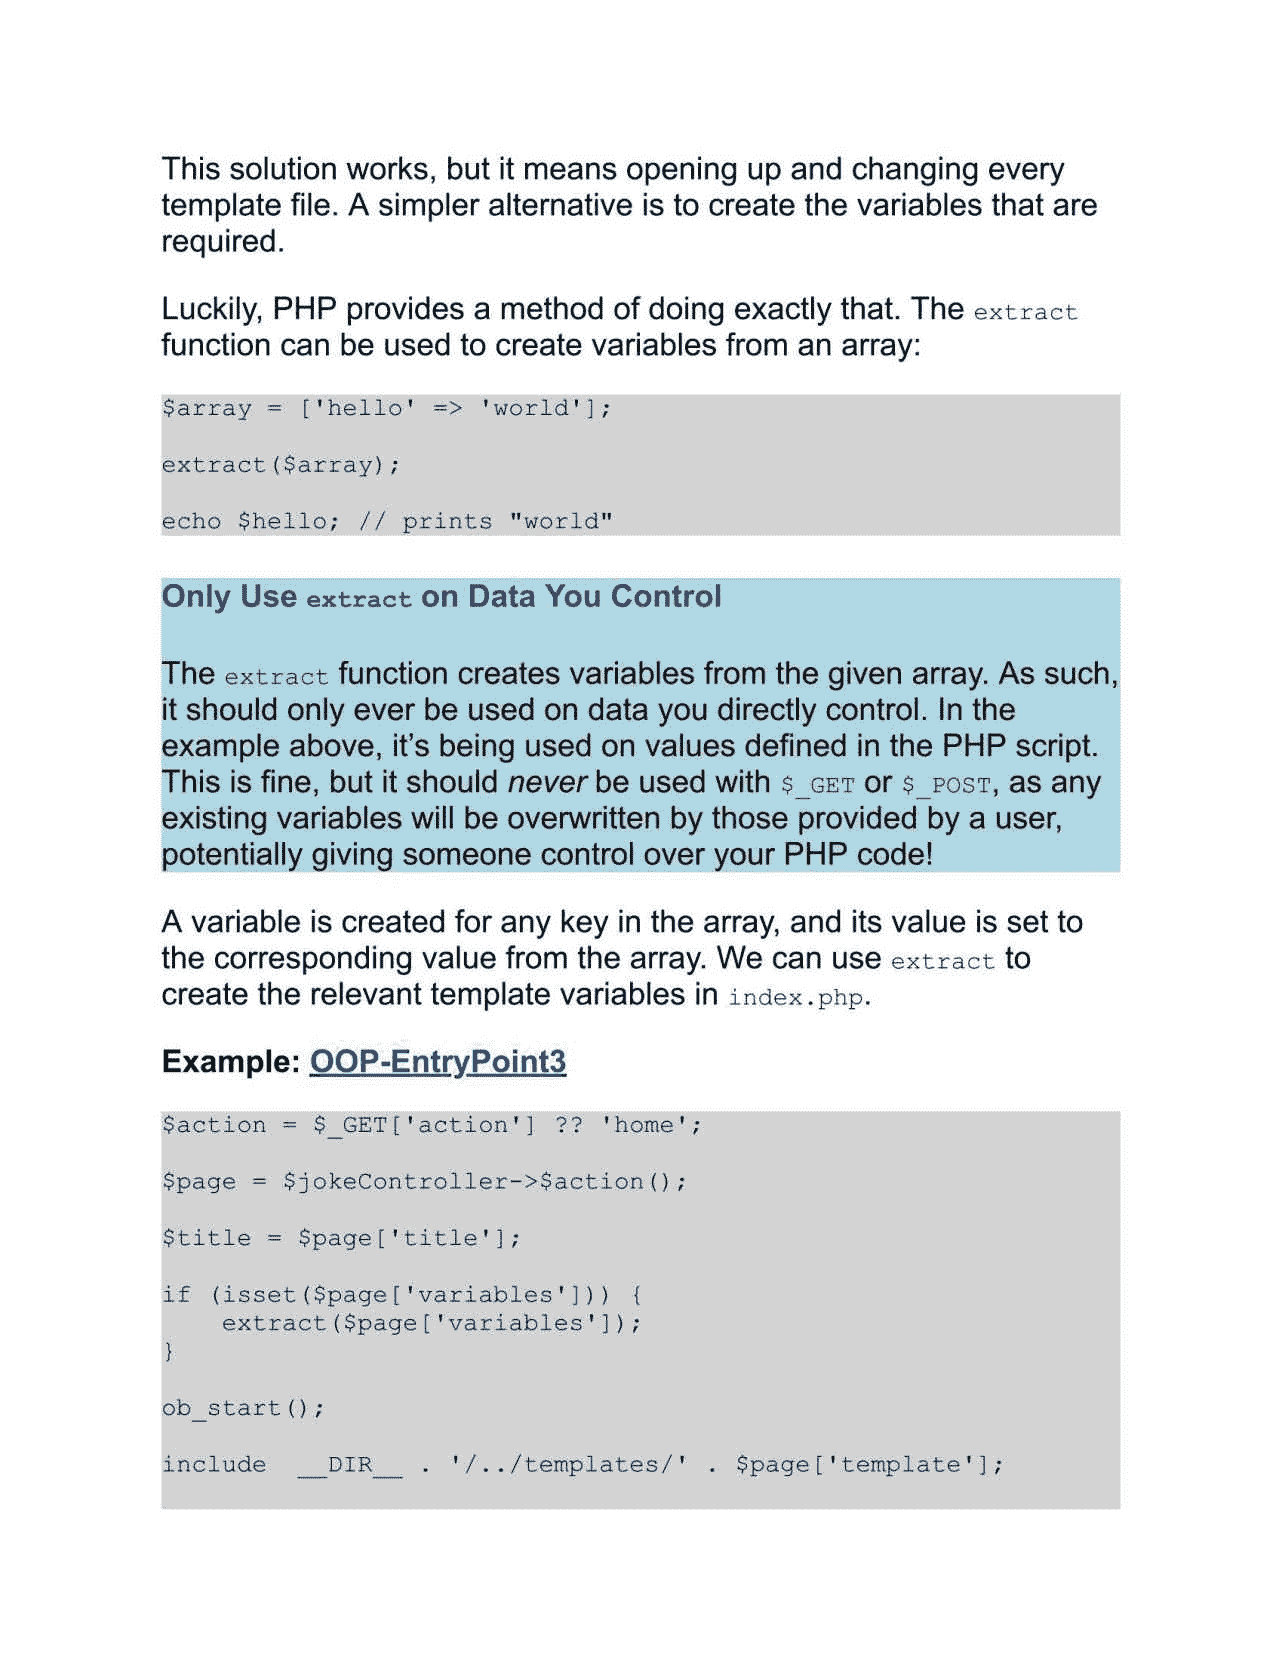 This solution works, but it means opening up and changing every
template file. A simpler alternative is to create the variables that are
required.
Luckily, PHP provides a method of doing exactly that. The extract
function can be used to create variables from an array:
$array = ['hello' => 'world'];
extract($array);
echo $hello; // prints "world"
Only Use extract on Data You Control
The extract function creates variables from the given array. As such,
it should only ever be used on data you directly control. In the
example above, it’s being used on values defined in the PHP script.
This is fine, but it should never be used with $_GET or $_POST, as any
existing variables will be overwritten by those provided by a user,
potentially giving someone control over your PHP code!
A variable is created for any key in the array, and its value is set to
the corresponding value from the array. We can use extract to
create the relevant template variables in index.php.
Example: OOP-EntryPoint3
$action = $_GET['action'] ?? 'home';
$page = $jokeController->$action();
$title = $page['title'];
if (isset($page['variables'])) {
    extract($page['variables']);
}
ob_start();
include  __DIR__ . '/../templates/' . $page['template'];